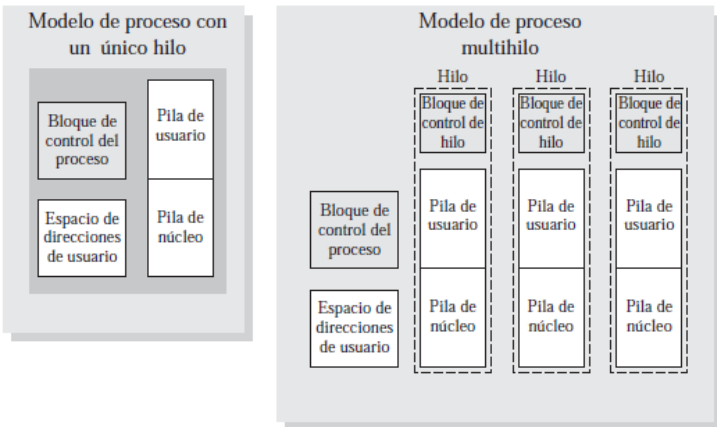 Modelo de proceso con
un único hilo
Bloque de
control del
proceso
Pila de
usuario
Espacio de
direcciones
de usuario
Pila de
núcleo
Modelo de proceso
multihilo
Hilo
Hilo
Hilo
Bloque de
control de
hilo
Bloque de
control de
hilo
Bloque de
control de
hilo
Bloque de
control del
proceso
Pila de
usuario
Pila de
usuario
Pila de
usuario
Espacio de
direcciones
de usuario
Pila de
núcleo
Pila de
núcleo
Pila de
núcleo